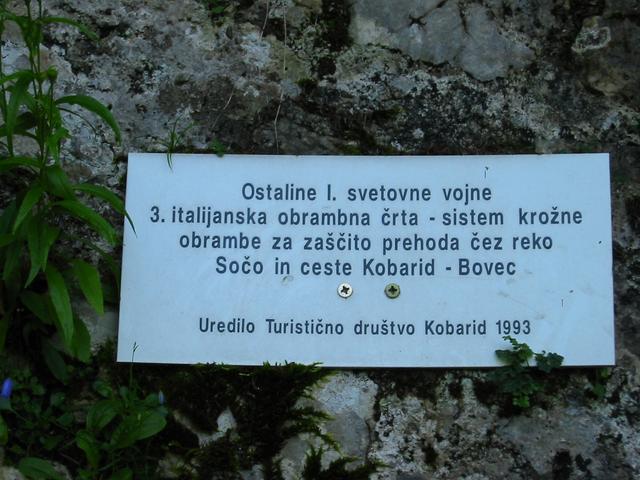 Ostaline I. svetovne vojne
3. italijanska obrambna črta - sistem krožne
obrambe za zaščito prehoda čez reko
Sočo in ceste Kobarid - Bovec
Uredilo Turistično društvo Kobarid 1993